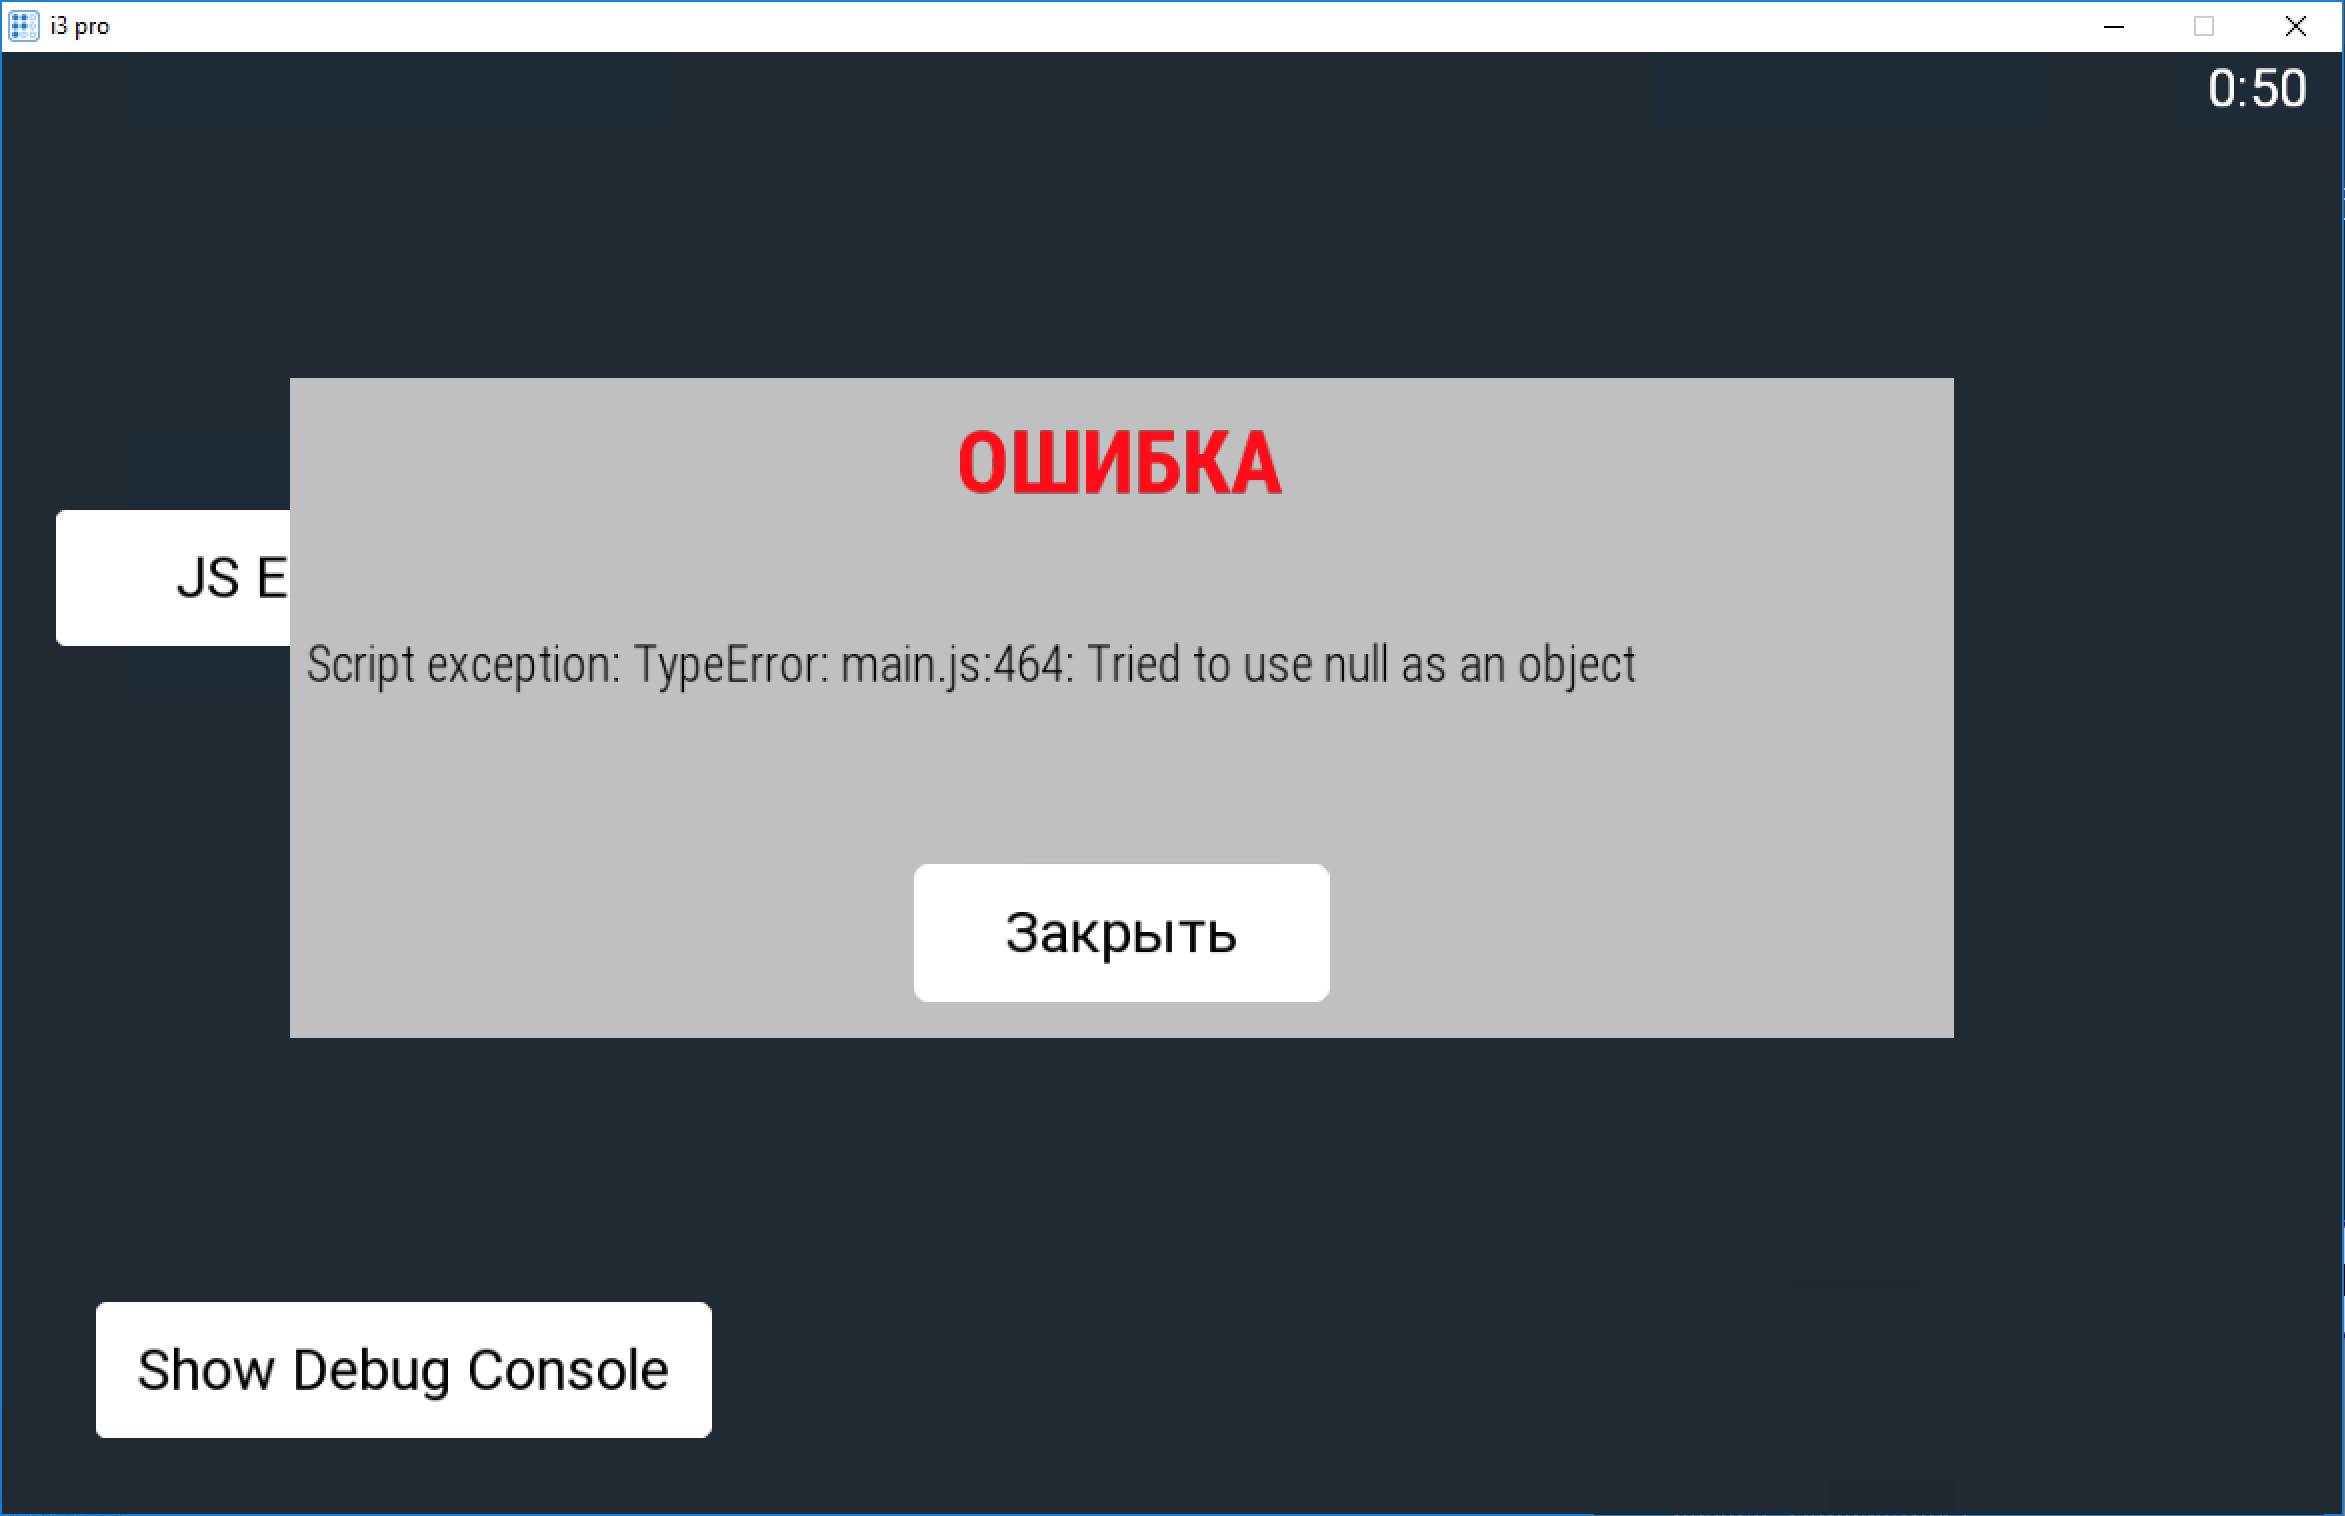 i3 pro
0:50
ОШИБКА
JS E
Script exception: TypeError: main.js:464: Tried to use null as an object
Закрыть
Show Debug Console